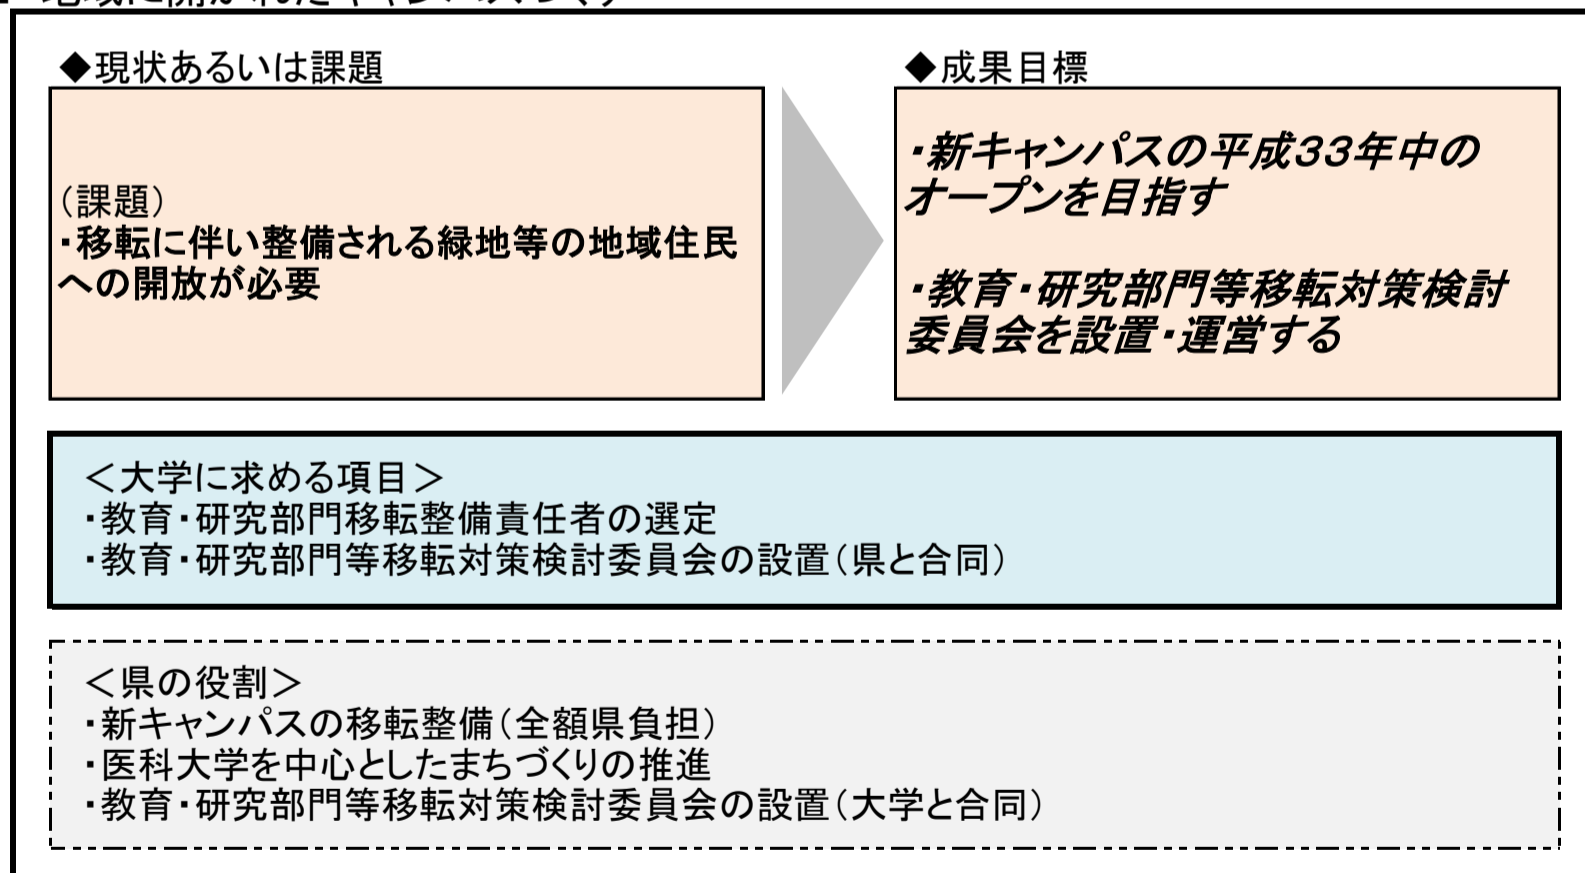 ◆現状あるいは課題
(課題)
・移転に伴い整備される緑地等の地域住民
への開放が必要
◆成果目標
・新キャンパスの平成33年中の
オープンを目指す
・教育・研究部門等移転対策検討
委員会を設置・運営する
＜大学に求める項目＞
・教育・研究部門移転整備責任者の選定
・教育・研究部門等移転対策検討委員会の設置(県と合同)
＜県の役割＞
・新キャンパスの移転整備(全額県負担)
・医科大学を中心としたまちづくりの推進
・教育・研究部門等移転対策検討委員会の設置(大学と合同)